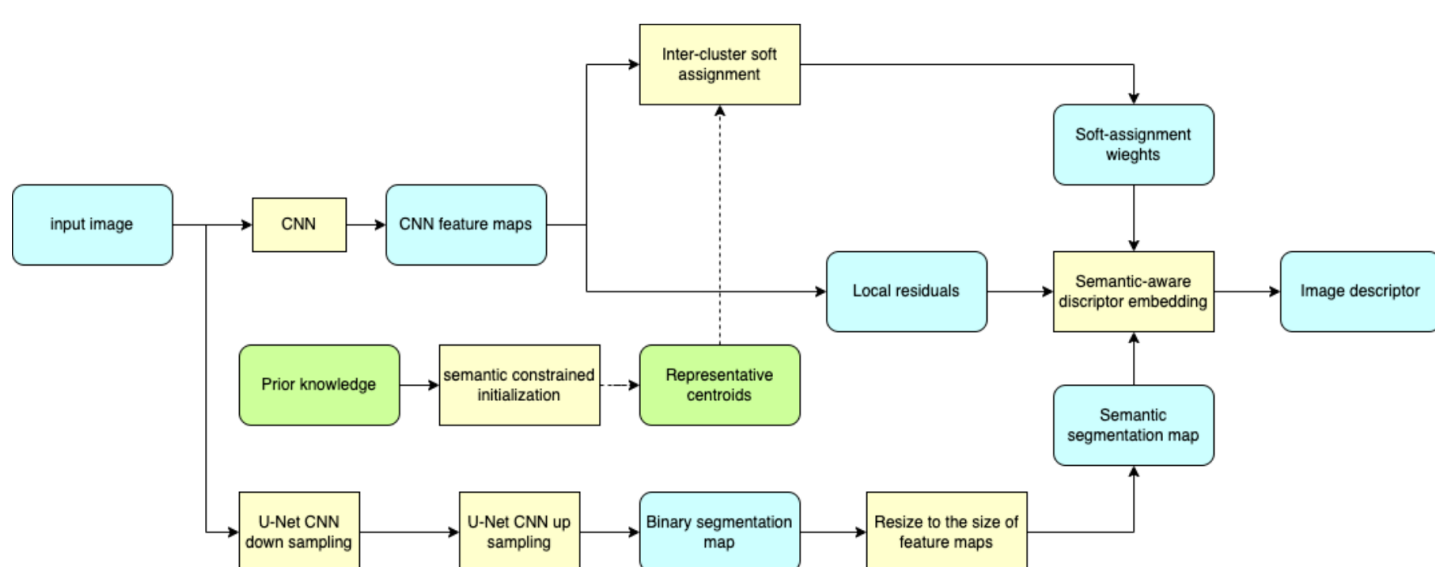 Inter-cluster soft
assignment
Soft-assignment
wieghts
input image
CNN
CNN feature maps
Local residuals
Semantic-aware
discriptor embedding
Image descriptor
Prior knowledge
semantic constrained
initialization
Representative
centroids
Semantic
segmentation map
U-Net CNN
down sampling
U-Net CNN up
sampling
Binary segmentation
map
Resize to the size of
feature maps